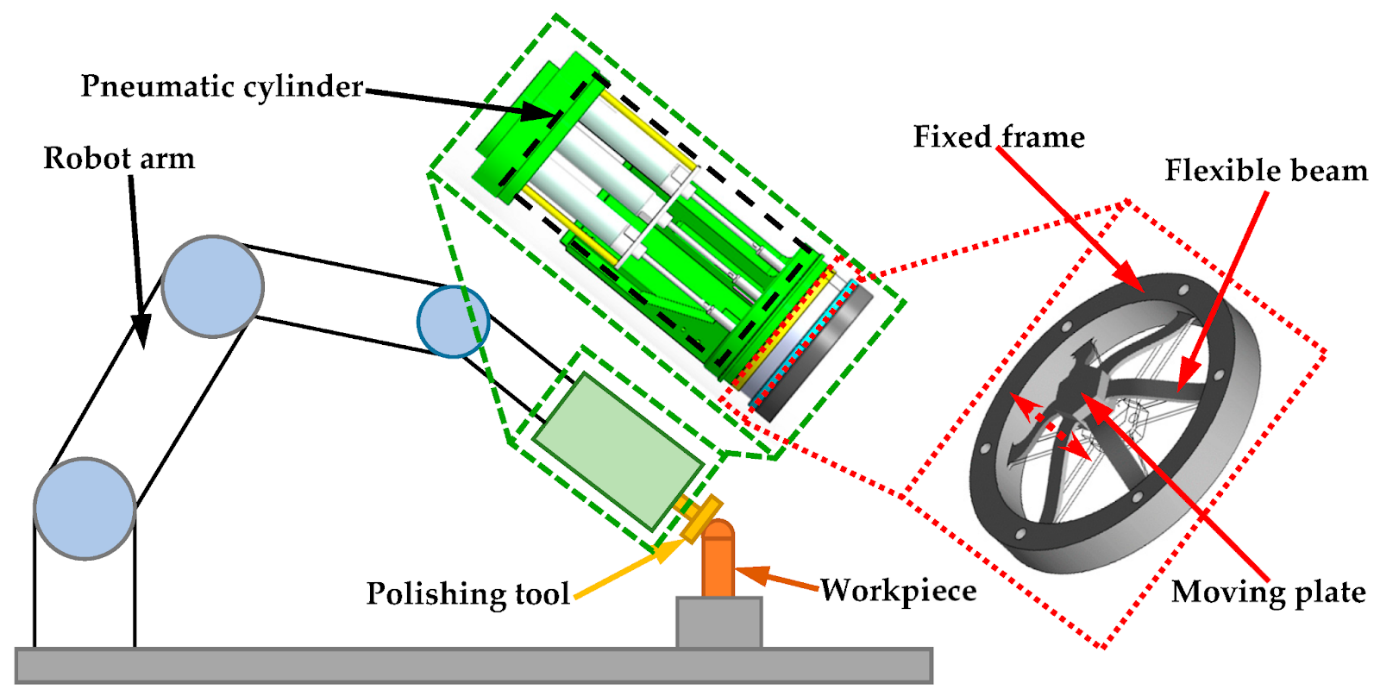 Pneumatic cylinder
Robot arm
Fixed frame
Flexible beam
Polishing tool
Workpiece
Moving plate